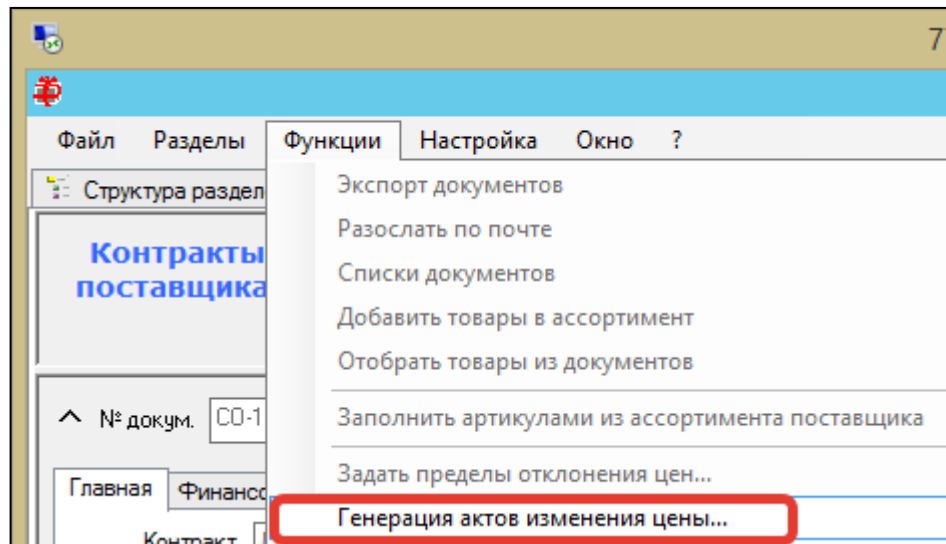 7
Файл Разделы Функции Настройка Окно ?
Структура раздел
Контракты
поставщика
Экспорт документов
Разослать по почте
Списки документов
Добавить товары в ассортимент
Отобрать товары из документов
Заполнить артикулами из ассортимента поставщика
Задать пределы отклонения цен...
Генерация актов изменения цены...
№ докум. СО-1
Главная Финансо
Контракт